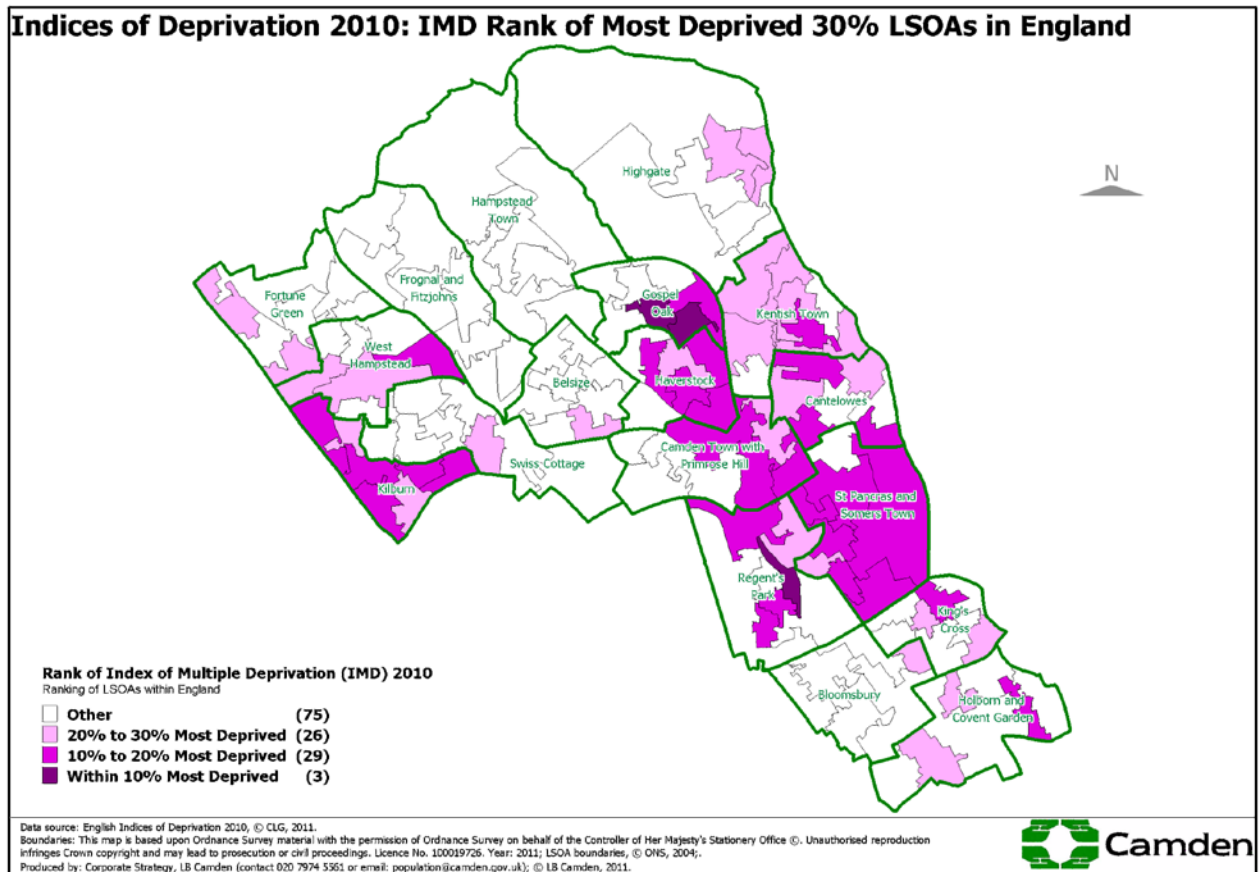 Indices of Deprivation 2010: IMD Rank of Most Deprived 30% LSOAs in England
N
Highgate
Hampstead
Town
Frognal and
Fitzjohns
Fortune
Green
Gospel
Oak
Kentish Town
West
Hampstead
Belsize
Haverstock
Cantelowes
Camden Town with
Primrose Hill
Swiss Cottage
Kilburn
St Pancras and
Somers Town
Regent's
Park
King's
Cross
Bloomsbury
Holborn and
Covent Garden
Rank of Index of Multiple Deprivation (IMD) 2010
Ranking of LSOAs within England
Other (75)
20% to 30% Most Deprived (26)
10% to 20% Most Deprived (29)
Within 10% Most Deprived (3)
Data source: English Indices of Deprivation 2010, © CLG, 2011.
Boundaries: This map is based upon Ordnance Survey material with the permission of Ordnance Survey on behalf of the Controller of Her Majesty's Stationery Office ©. Unauthorised reproduction
infringes Crown copyright and may lead to prosecution or civil proceedings. Licence No. 100019726. Year: 2011; LSOA boundaries, © ONS, 2004;.
Produced by: Corporate Strategy, LB Camden (contact 020 7974 5561 or email: population@camden.gov.uk); © LB Camden, 2011.
Camden